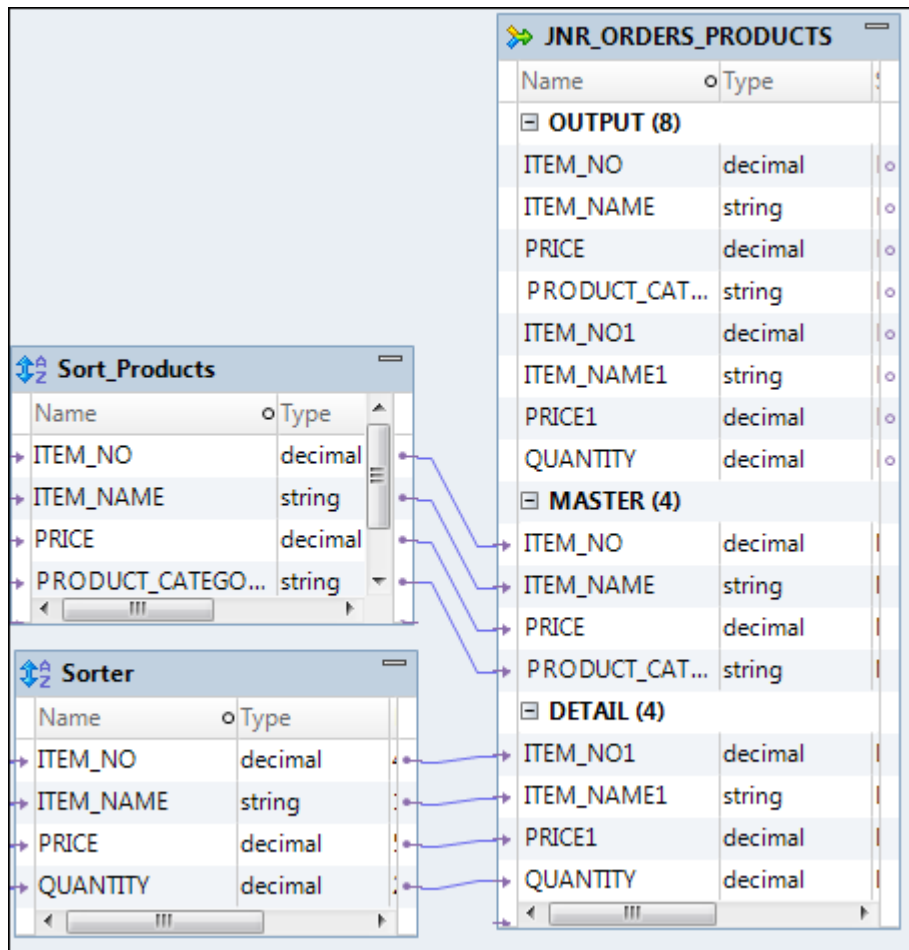 JNR_ORDERS_PRODUCTS
Name Type
OUTPUT (8)
ITEM_NO decimal
ITEM_NAME string
PRICE decimal
PRODUCT_CAT... string
ITEM_NO1 decimal
ITEM_NAME1 string
PRICE1 decimal
QUANTITY decimal
MASTER (4)
ITEM_NO decimal
ITEM_NAME string
PRICE decimal
PRODUCT_CAT... string
DETAIL (4)
ITEM_NO1 decimal
ITEM_NAME1 string
PRICE1 decimal
QUANTITY decimal
Sort_Products
Name Type
ITEM_NO decimal
ITEM_NAME string
PRICE decimal
PRODUCT_CATEGO... string
Sorter
Name Type
ITEM_NO decimal
ITEM_NAME string
PRICE decimal
QUANTITY decimal